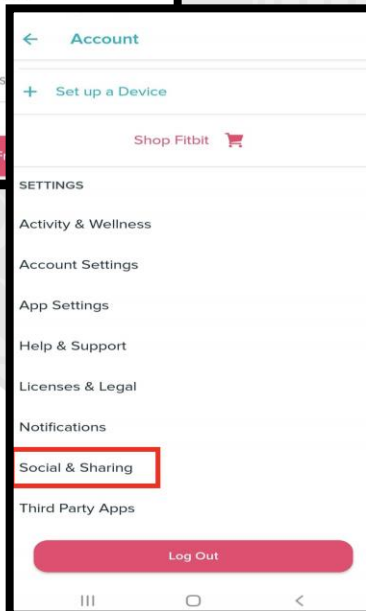 Account
+ Set up a Device
Shop Fitbit
SETTINGS
Activity & Wellness
Account Settings
App Settings
Help & Support
Licenses & Legal
Notifications
Social & Sharing
Third Party Apps
Log Out